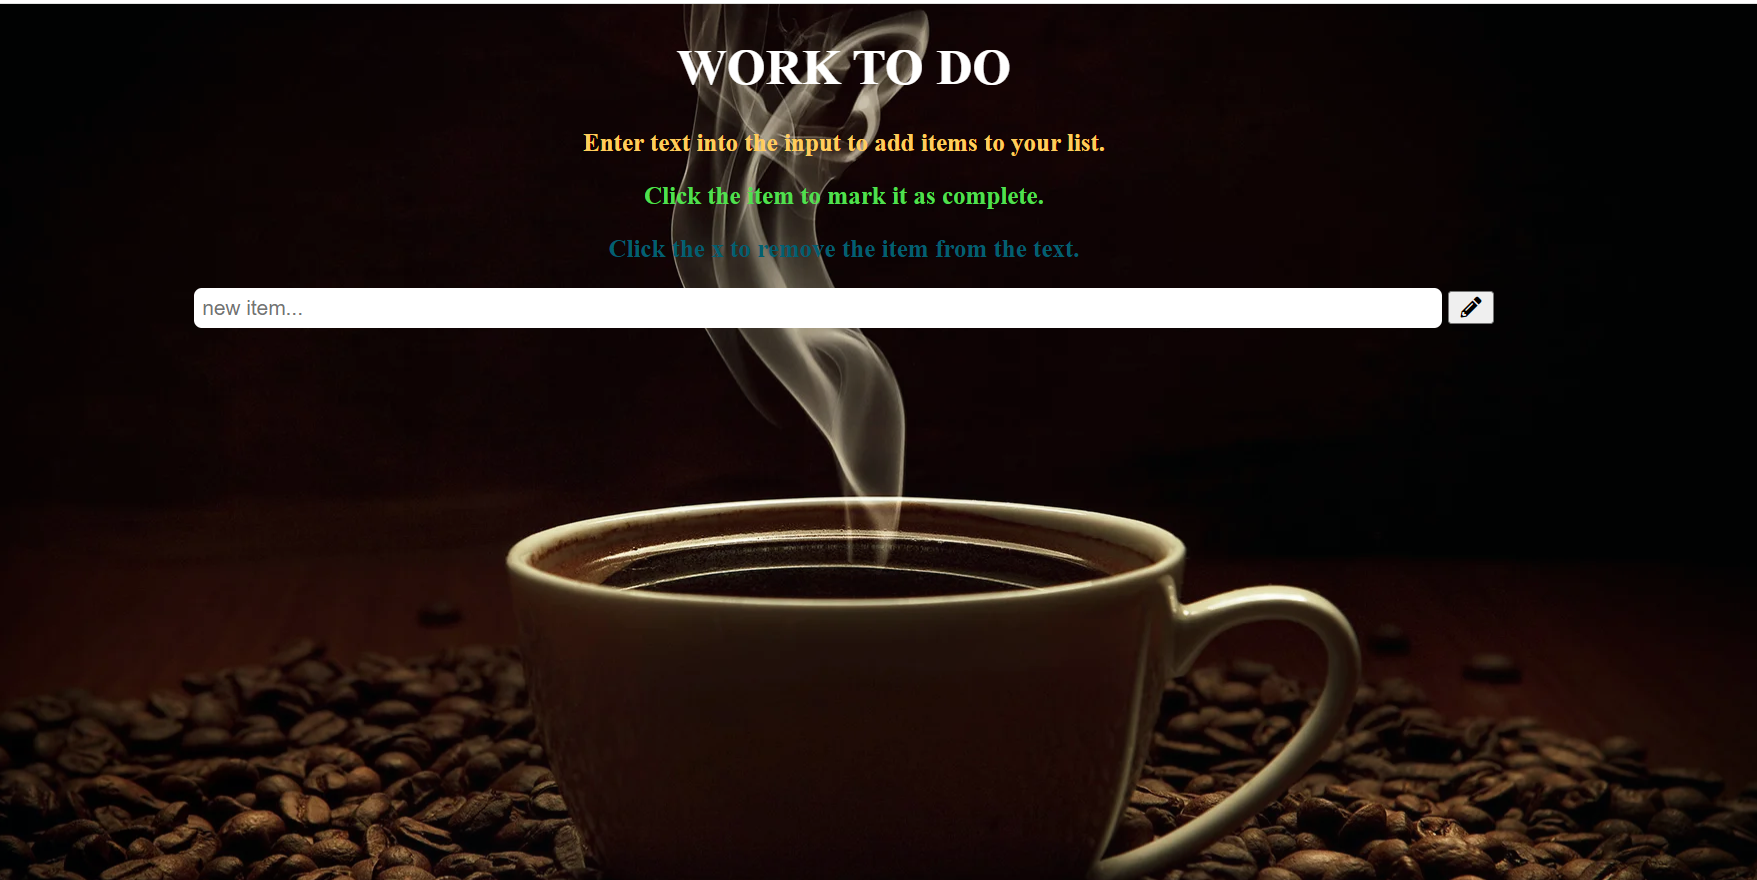 WORK TO DO
Enter text into the input to add items to your list.
Click the item to mark it as complete.
Click the x to remove the item from the text.
new item...